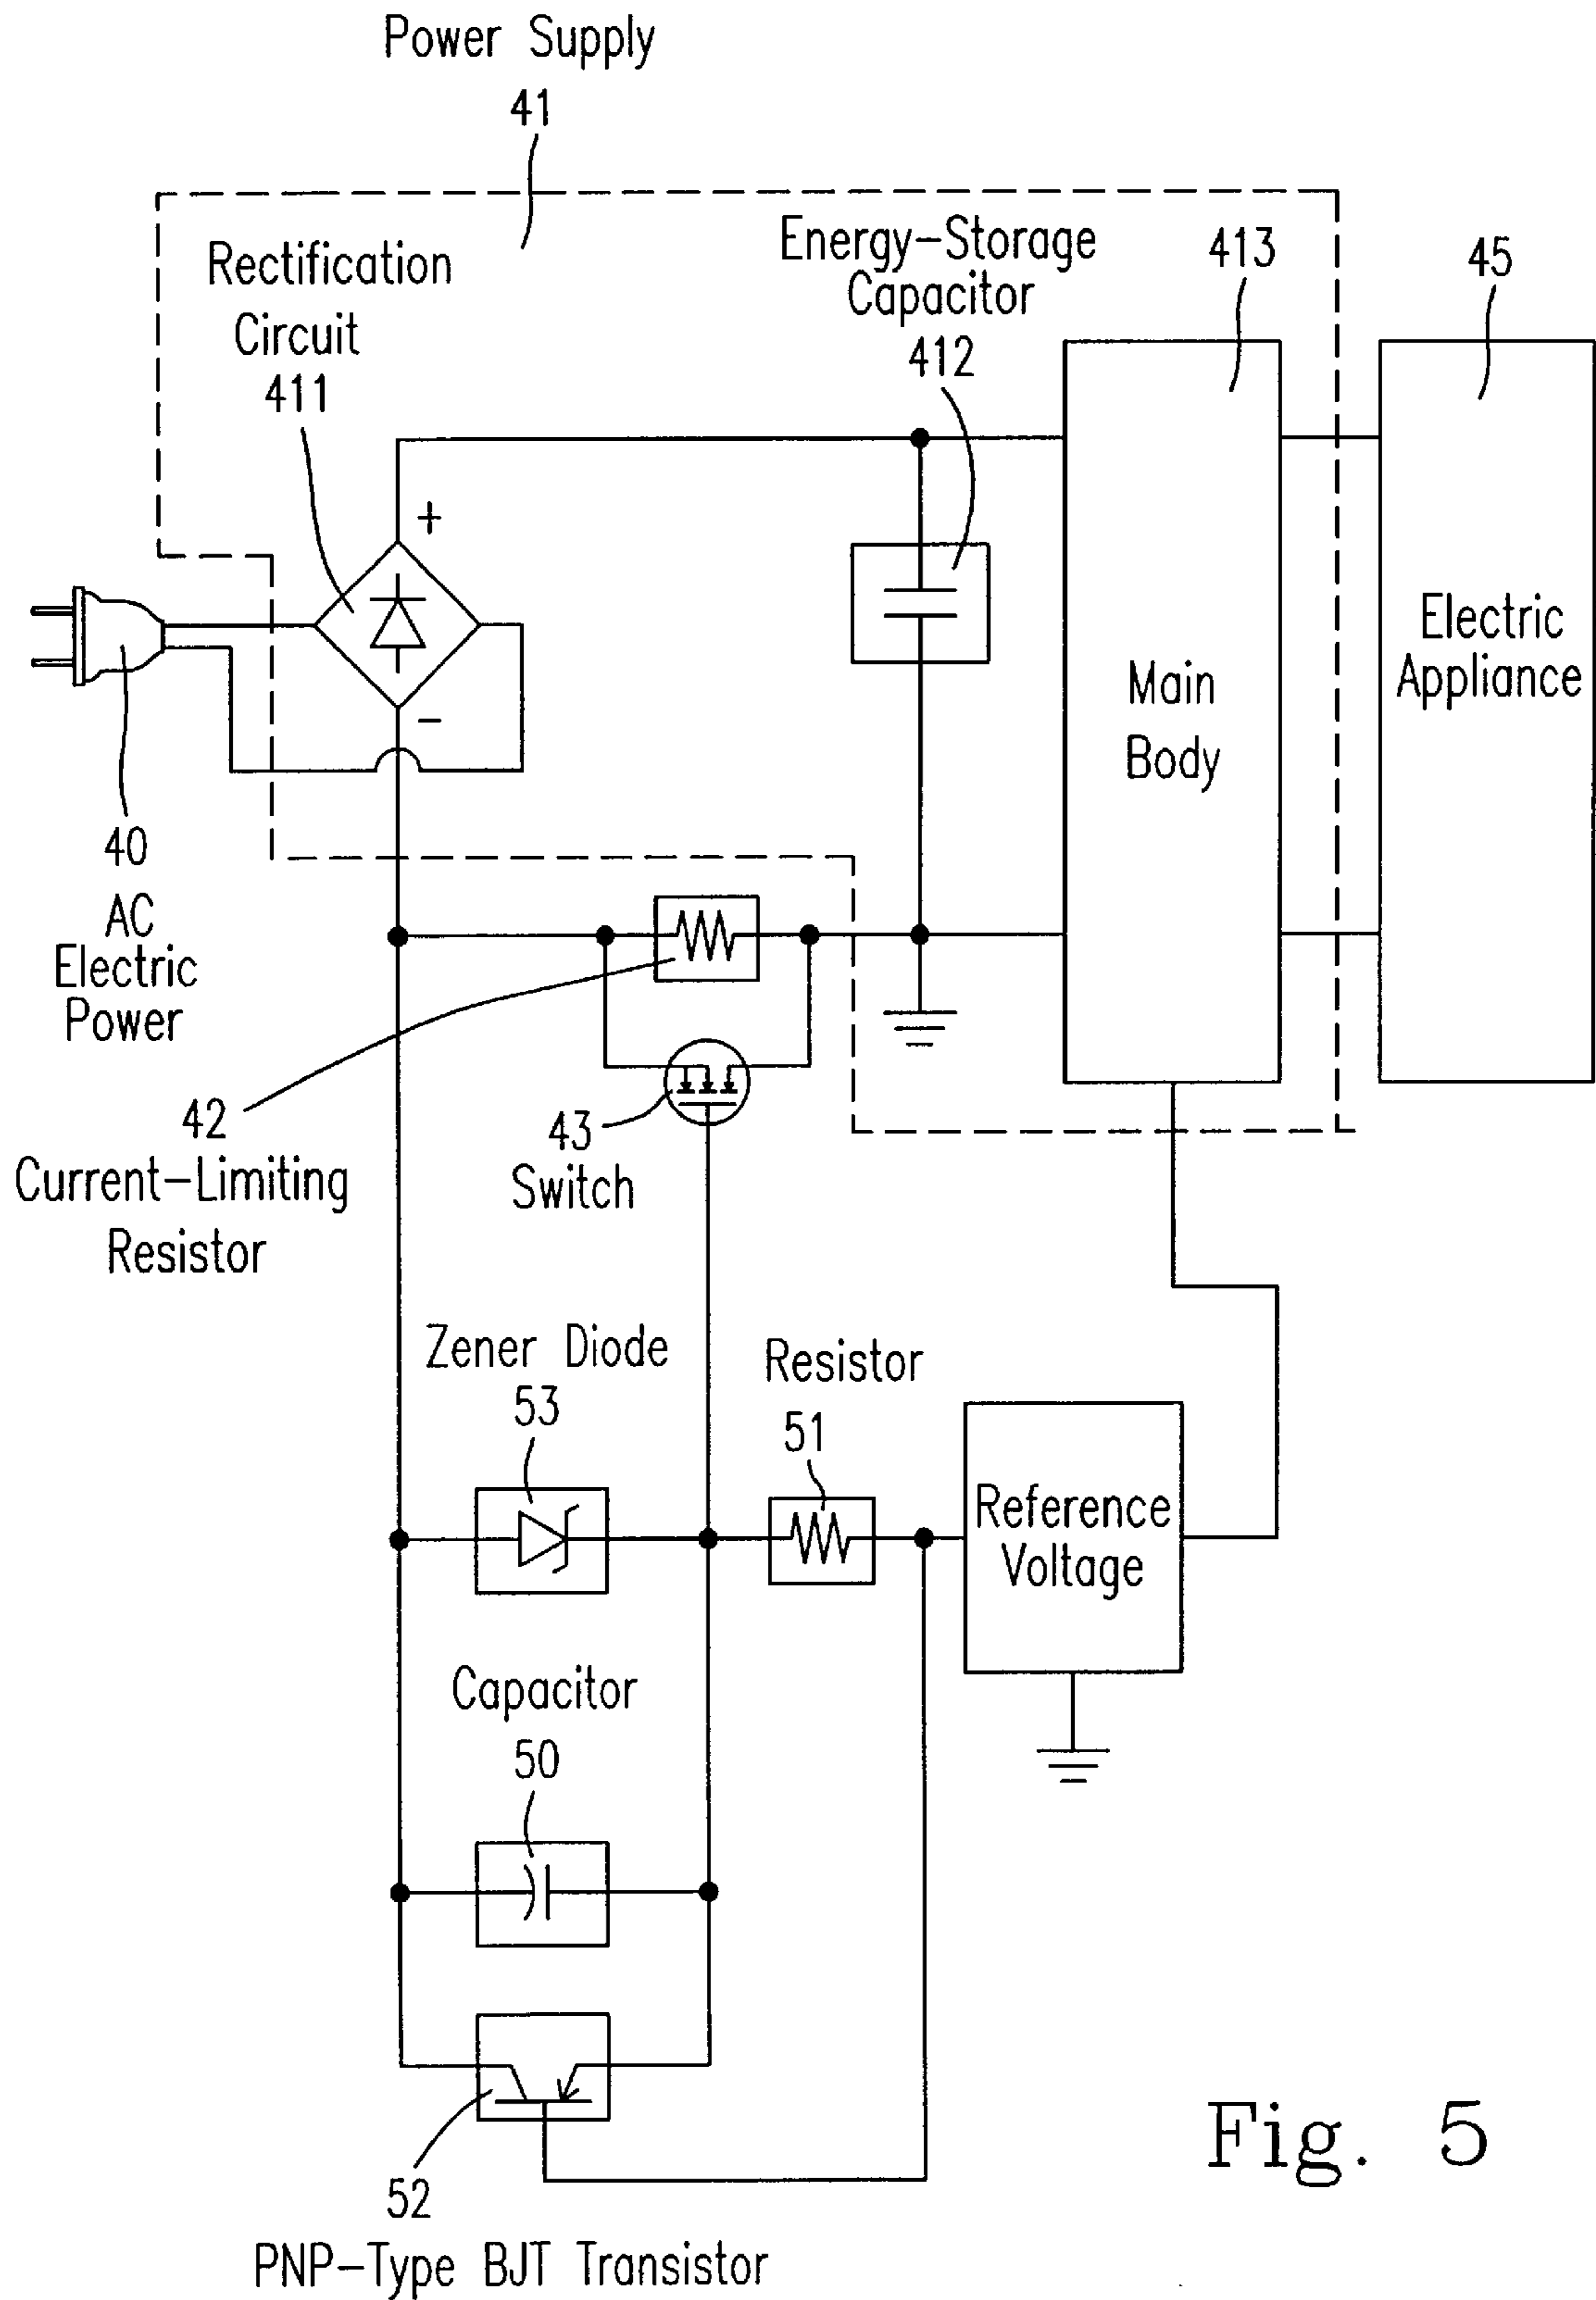 Power Supply
41
Rectification
Circuit
411
Energy-Storage
Capacitor
412
413
45
+
−
Main
Body
Electric
Appliance
40
AC
Electric
Power
42
Current-Limiting
Resistor
43
Switch
Zener Diode
53
Resistor
51
Reference
Voltage
Capacitor
50
52
PNP-Type BJT Transistor
Fig. 5